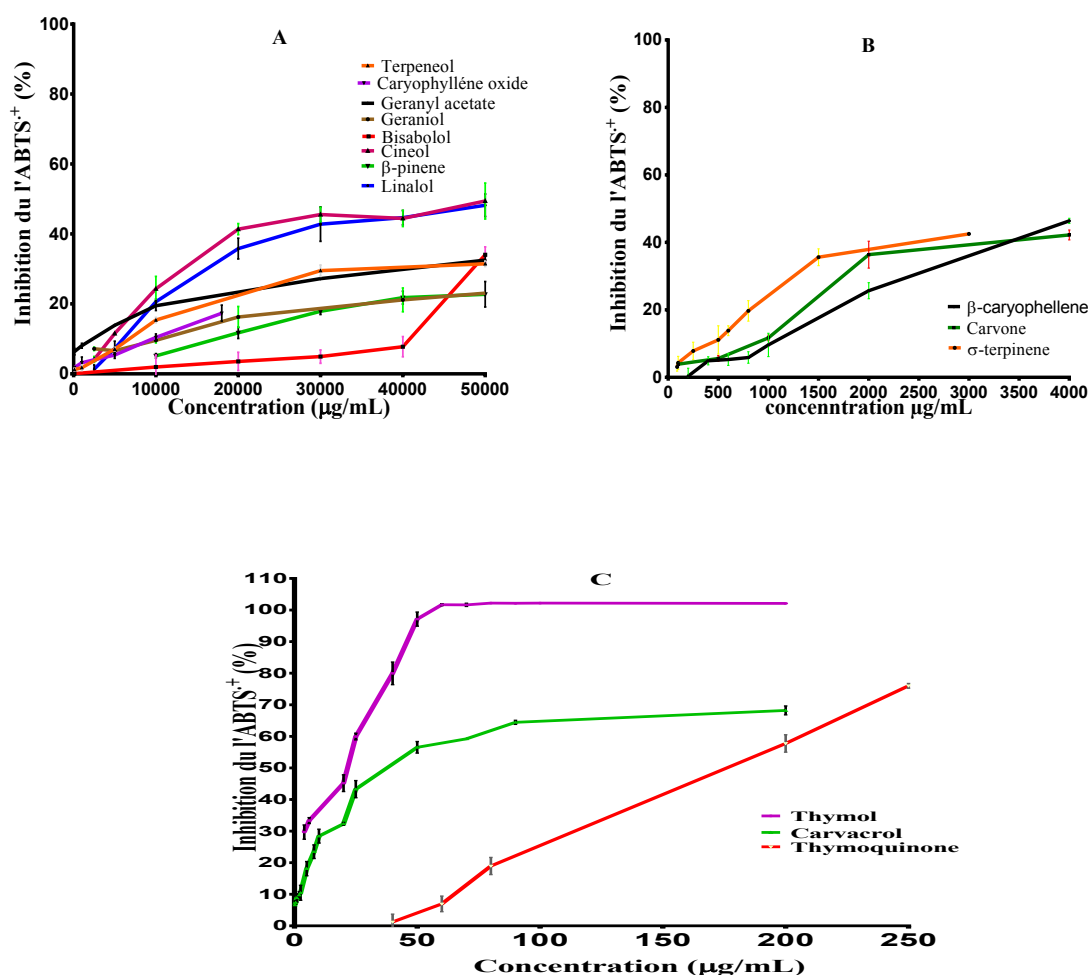 A
Inhibition du l'ABTS·+ (%)
100
80
60
40
20
0
Terpeneol
Caryophylléne oxide
Geranyl acetate
Geraniol
Bisabolol
Cineol
β-pinene
Linalol
0 10000 20000 30000 40000 50000
Concentration (µg/mL)
B
Inhibition du l'ABTS·+ (%)
100
80
60
40
20
0
β-caryophellene
Carvone
σ-terpinene
0 500 1000 1500 2000 2500 3000 3500 4000
concenntration µg/mL
C
Inhibition du l'ABTS·+ (%)
110
100
90
80
70
60
50
40
30
20
10
0
Thymol
Carvacrol
Thymoquinone
0 50 100 150 200 250
Concentration (µg/mL)